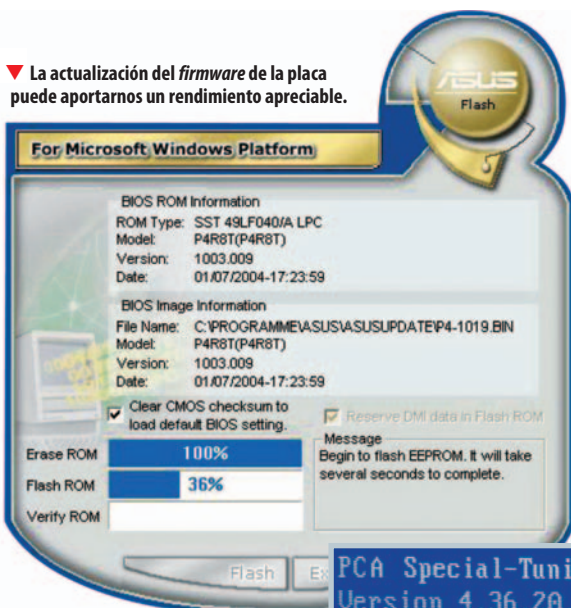 ▼ La actualización del firmware de la placa
puede aportarnos un rendimiento apreciable.
ASUS
Flash
For Microsoft Windows Platform
BIOS ROM Information
ROM Type: SST 49LF040/A LPC
Model: P4R8T(P4R8T)
Version: 1003.009
Date: 01/07/2004-17:23:59
BIOS Image Information
File Name: C:\PROGRAMME\ASUS\ASUSUPDATE\P4-1019.BIN
Model: P4R8T(P4R8T)
Version: 1003.009
Date: 01/07/2004-17:23:59
Clear CMOS checksum to
load default BIOS setting.
Reserve DMI data in Flash ROM
Message
Begin to flash EEPROM. It will take
several seconds to complete.
Erase ROM 100%
Flash ROM 36%
Verify ROM
Flash
PCA Special-Tuni
Version 4.36.20